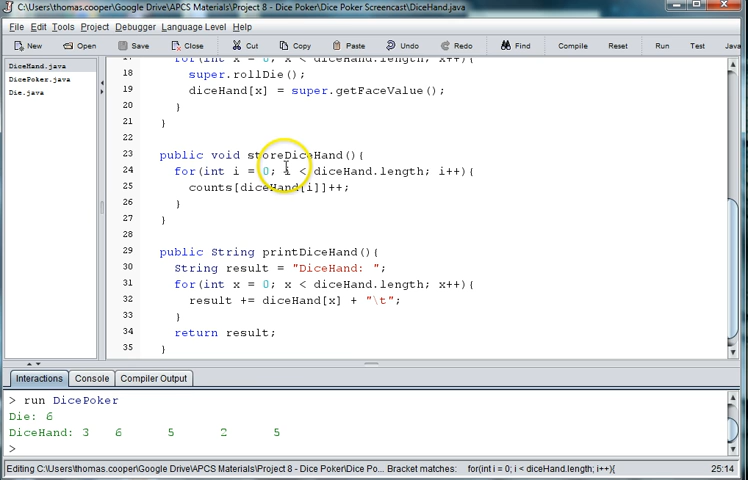 C:\Users\thomas.cooper\Google Drive\APCS Materials\Project 8 - Dice Poker\Dice Poker Screencast\DiceHand.java
File Edit Tools Project Debugger Language Level Help
New Open Save Close Cut Copy Paste Undo Redo Find Compile Reset Run Test Java
DiceHand.java
DicePoker.java
Die.java
17 for(int x = 0; x < diceHand.length; x++){
18 super.rollDie();
19 diceHand[x] = super.getFaceValue();
20 }
21 }
22
23 public void storeDiceHand(){
24 for(int i = 0; i < diceHand.length; i++){
25 counts[diceHand[i]]++;
26 }
27 }
28
29 public String printDiceHand(){
30 String result = "DiceHand: ";
31 for(int x = 0; x < diceHand.length; x++){
32 result += diceHand[x] + "\t";
33 }
34 return result;
35 }
Interactions Console Compiler Output
> run DicePoker
Die: 6
DiceHand: 3 6 5 2 5
>
Editing C:\Users\thomas.cooper\Google Drive\APCS Materials\Project 8 - Dice Poker\Dice Po... Bracket matches: for(int i = 0; i < diceHand.length; i++){ 25:14